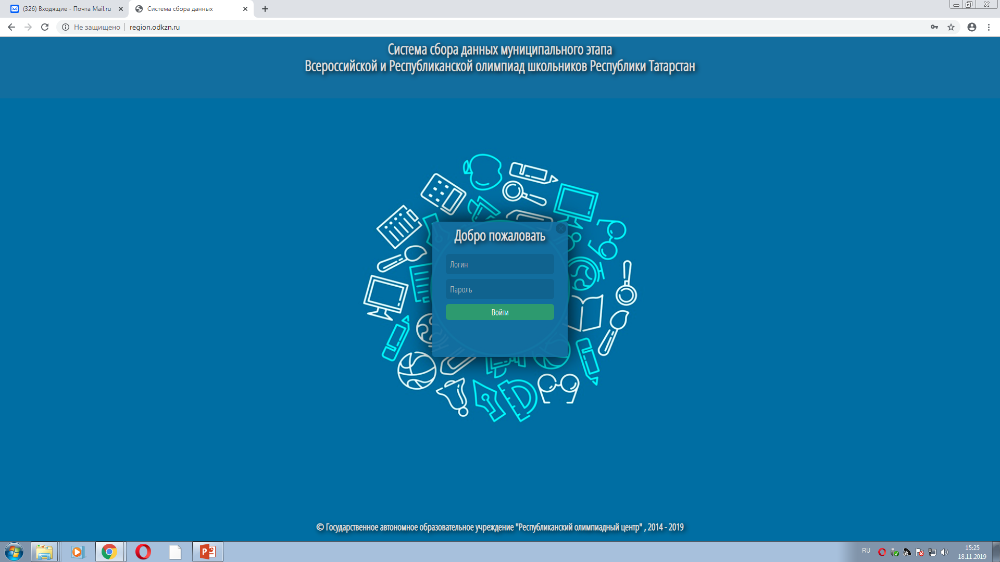 (326) Входящие - Почта Mail.ru
Система сбора данных
Не защищено
region.odkzn.ru
Система сбора данных муниципального этапа
Всероссийской и Республиканской олимпиад школьников Республики Татарстан
Добро пожаловать
Логин
Пароль
Войти
© Государственное автономное образовательное учреждение "Республиканский олимпиадный центр" , 2014 - 2019
RU
15:25
18.11.2019